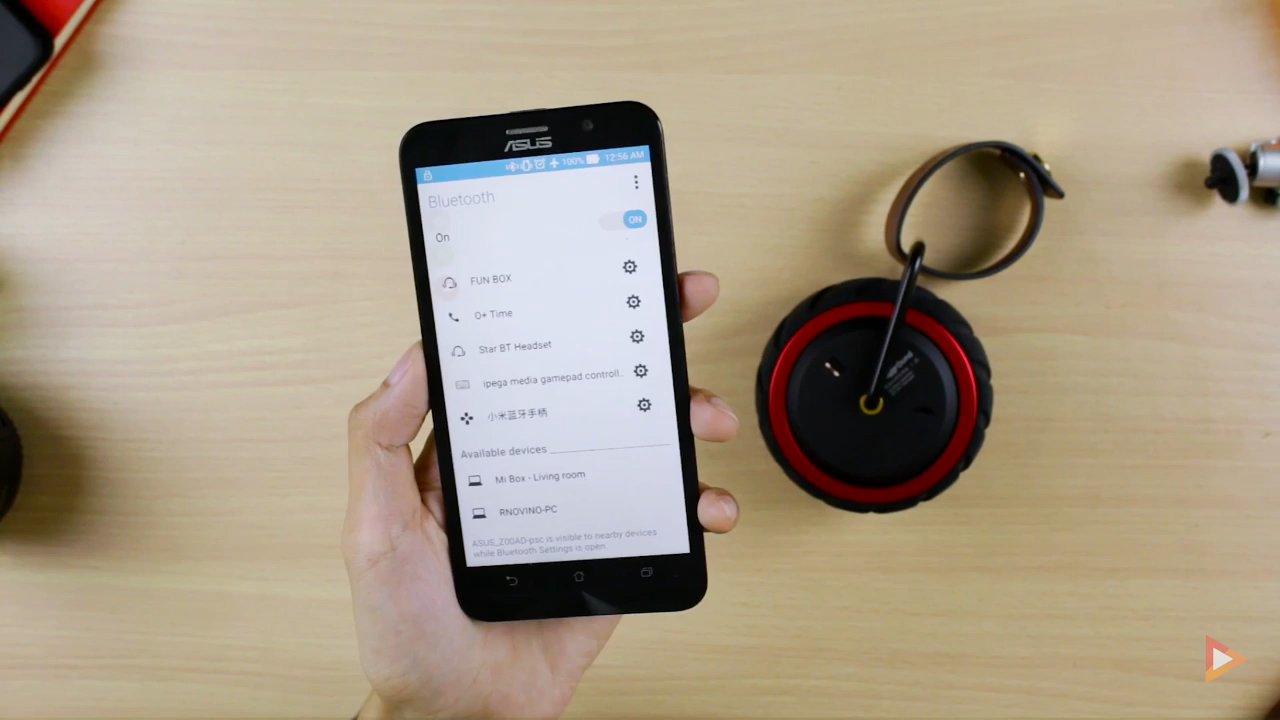 ASUS
100% 12:56 AM
Bluetooth
On
ON
FUN BOX
O+ Time
Star BT Headset
ipega media gamepad controll..
小米蓝牙手柄
Available devices
Mi Box - Living room
RNOVINO-PC
ASUS_Z00AD-psc is visible to nearby devices
while Bluetooth Settings is open.